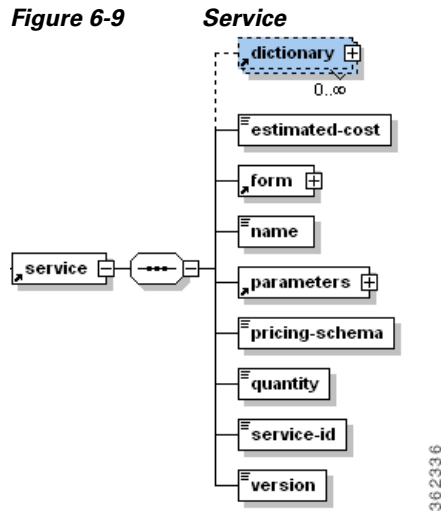 Figure 6-9 Service
dictionary
0..∞
estimated-cost
form
name
service
parameters
pricing-schema
quantity
service-id
version
362336